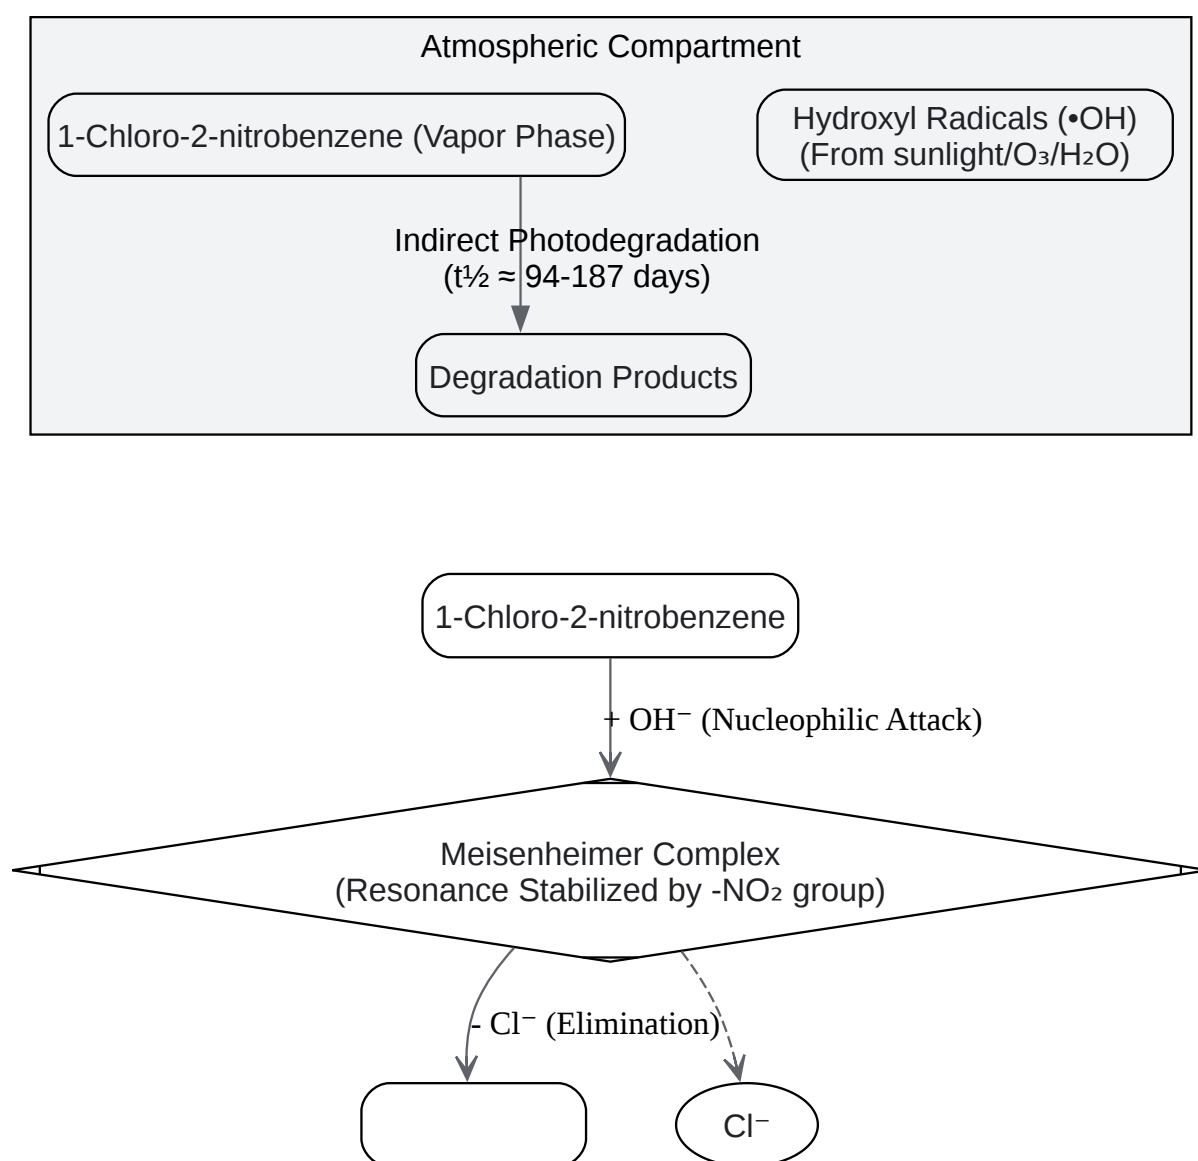 Atmospheric Compartment
1-Chloro-2-nitrobenzene (Vapor Phase)
Hydroxyl Radicals (•OH)
(From sunlight/O₃/H₂O)
Indirect Photodegradation
(t½ ≈ 94-187 days)
Degradation Products
1-Chloro-2-nitrobenzene
+ OH⁻ (Nucleophilic Attack)
Meisenheimer Complex
(Resonance Stabilized by -NO₂ group)
- Cl⁻ (Elimination)
Cl⁻